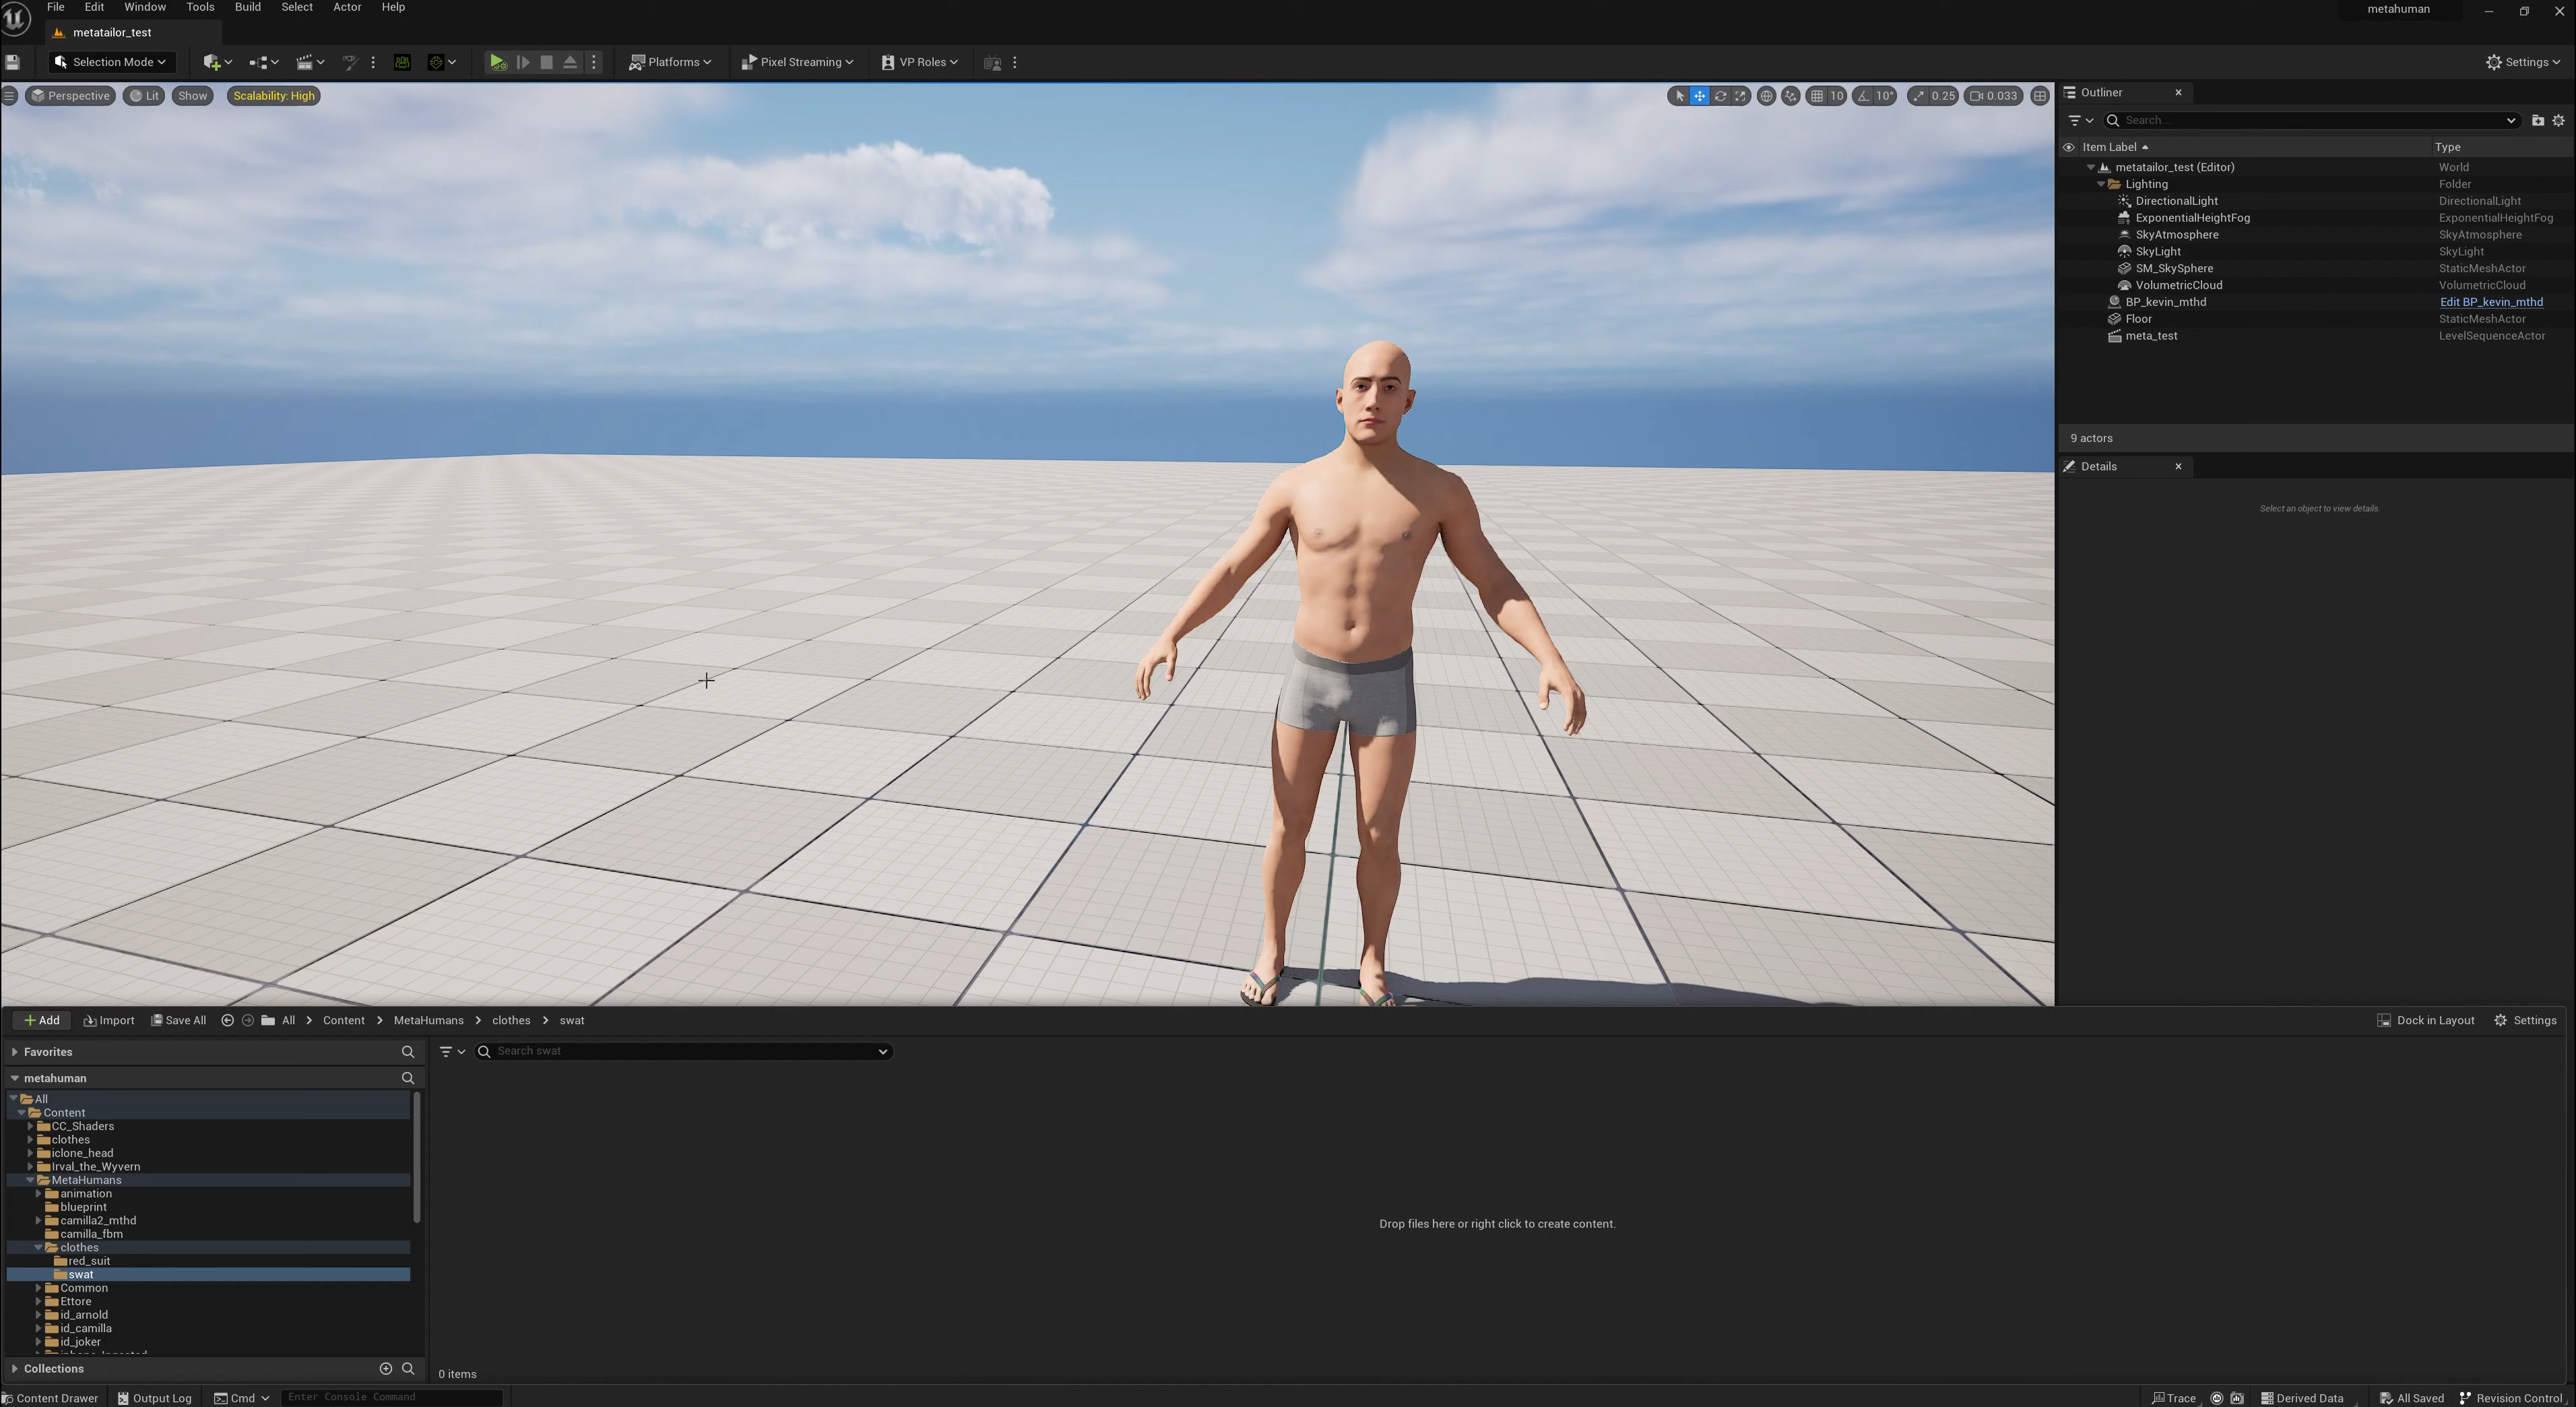 File Edit Window Tools Build Select Actor Help
metahuman
metatailor_test
Selection Mode
Platforms
Pixel Streaming
VP Roles
Settings
Perspective
Lit
Show
Scalability: High
10
10°
0.25
0.033
Outliner
Search...
Item Label
Type
metatailor_test (Editor) World
Lighting Folder
DirectionalLight DirectionalLight
ExponentialHeightFog ExponentialHeightFog
SkyAtmosphere SkyAtmosphere
SkyLight SkyLight
SM_SkySphere StaticMeshActor
VolumetricCloud VolumetricCloud
BP_kevin_mthd Edit BP_kevin_mthd
Floor StaticMeshActor
meta_test LevelSequenceActor
9 actors
Details
Select an object to view details.
Add
Import
Save All
All > Content > MetaHumans > clothes > swat
Dock in Layout
Settings
Favorites
Search swat
metahuman
All
Content
CC_Shaders
clothes
iclone_head
Irval_the_Wyvern
MetaHumans
animation
blueprint
camilla2_mthd
camilla_fbm
clothes
red_suit
swat
Common
Ettore
id_arnold
id_camilla
id_joker
Drop files here or right click to create content.
Collections
0 items
Content Drawer
Output Log
Cmd
Enter Console Command
Trace
Derived Data
All Saved
Revision Control